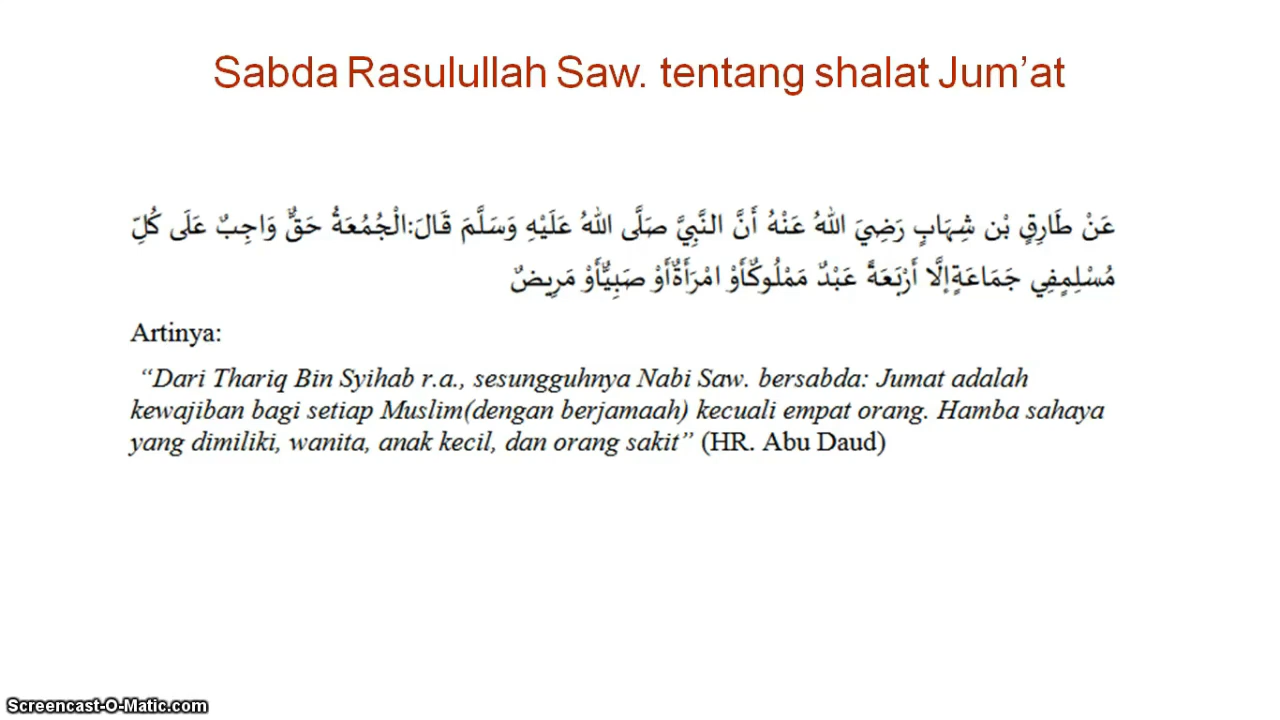 Sabda Rasulullah Saw. tentang shalat Jum’at
عَنْ طَارِقٍ بْن شِهَابٍ رَضِيَ اللهُ عَنْهُ أَنَّ النَّبِيَّ صَلَّى اللهُ عَلَيْهِ وَسَلَّمَ قَالَ:الْجُمُعَةُ حَقٌّ وَاجِبٌ عَلَى كُلِّ
مُسْلِمٍفِي جَمَاعَةٍإلَّا أَرْبَعَةً عَبْدٌ مَمْلُوكٌأَوْ امْرَأَةٌأَوْ صَبِيٌّأَوْ مَرِيضٌ
Artinya:
“Dari Thariq Bin Syihab r.a., sesungguhnya Nabi Saw. bersabda: Jumat adalah
kewajiban bagi setiap Muslim(dengan berjamaah) kecuali empat orang. Hamba sahaya
yang dimiliki, wanita, anak kecil, dan orang sakit” (HR. Abu Daud)
Screencast-O-Matic.com